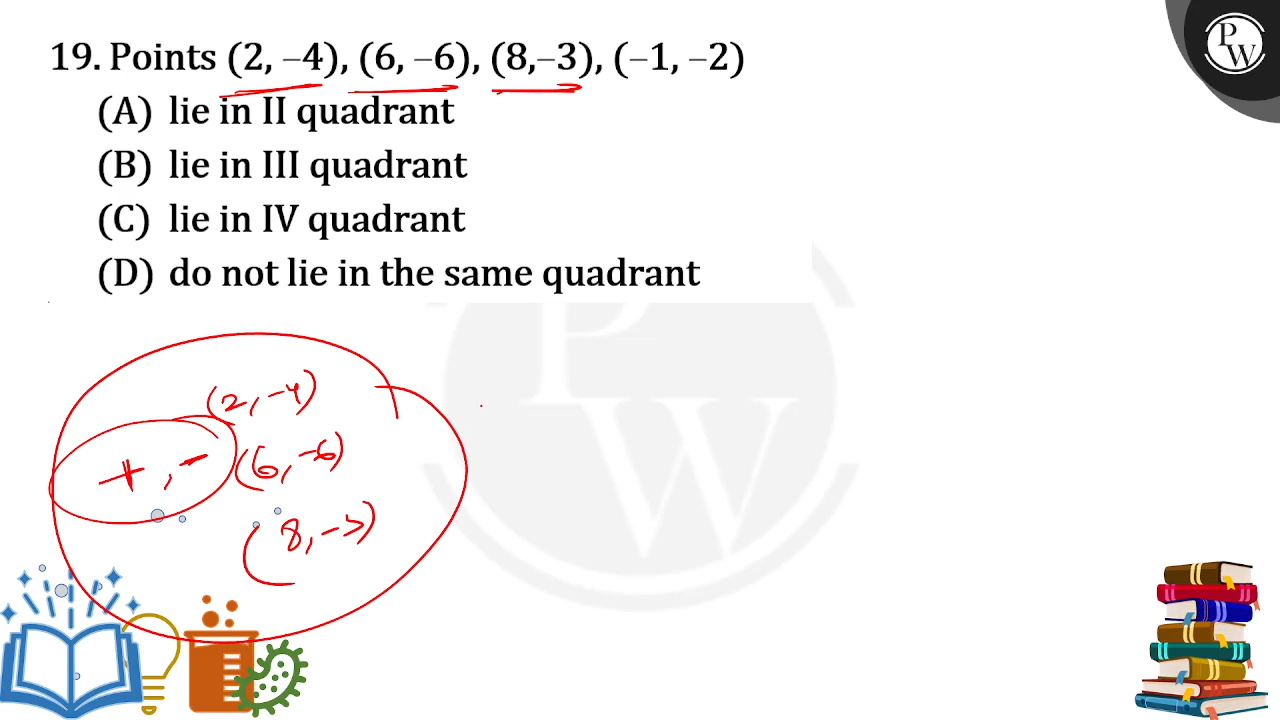 19. Points (2, –4), (6, –6), (8,–3), (–1, –2)
(A) lie in II quadrant
(B) lie in III quadrant
(C) lie in IV quadrant
(D) do not lie in the same quadrant
(2, -4)
+, - (6, -6)
(8, -3)
PW
PW